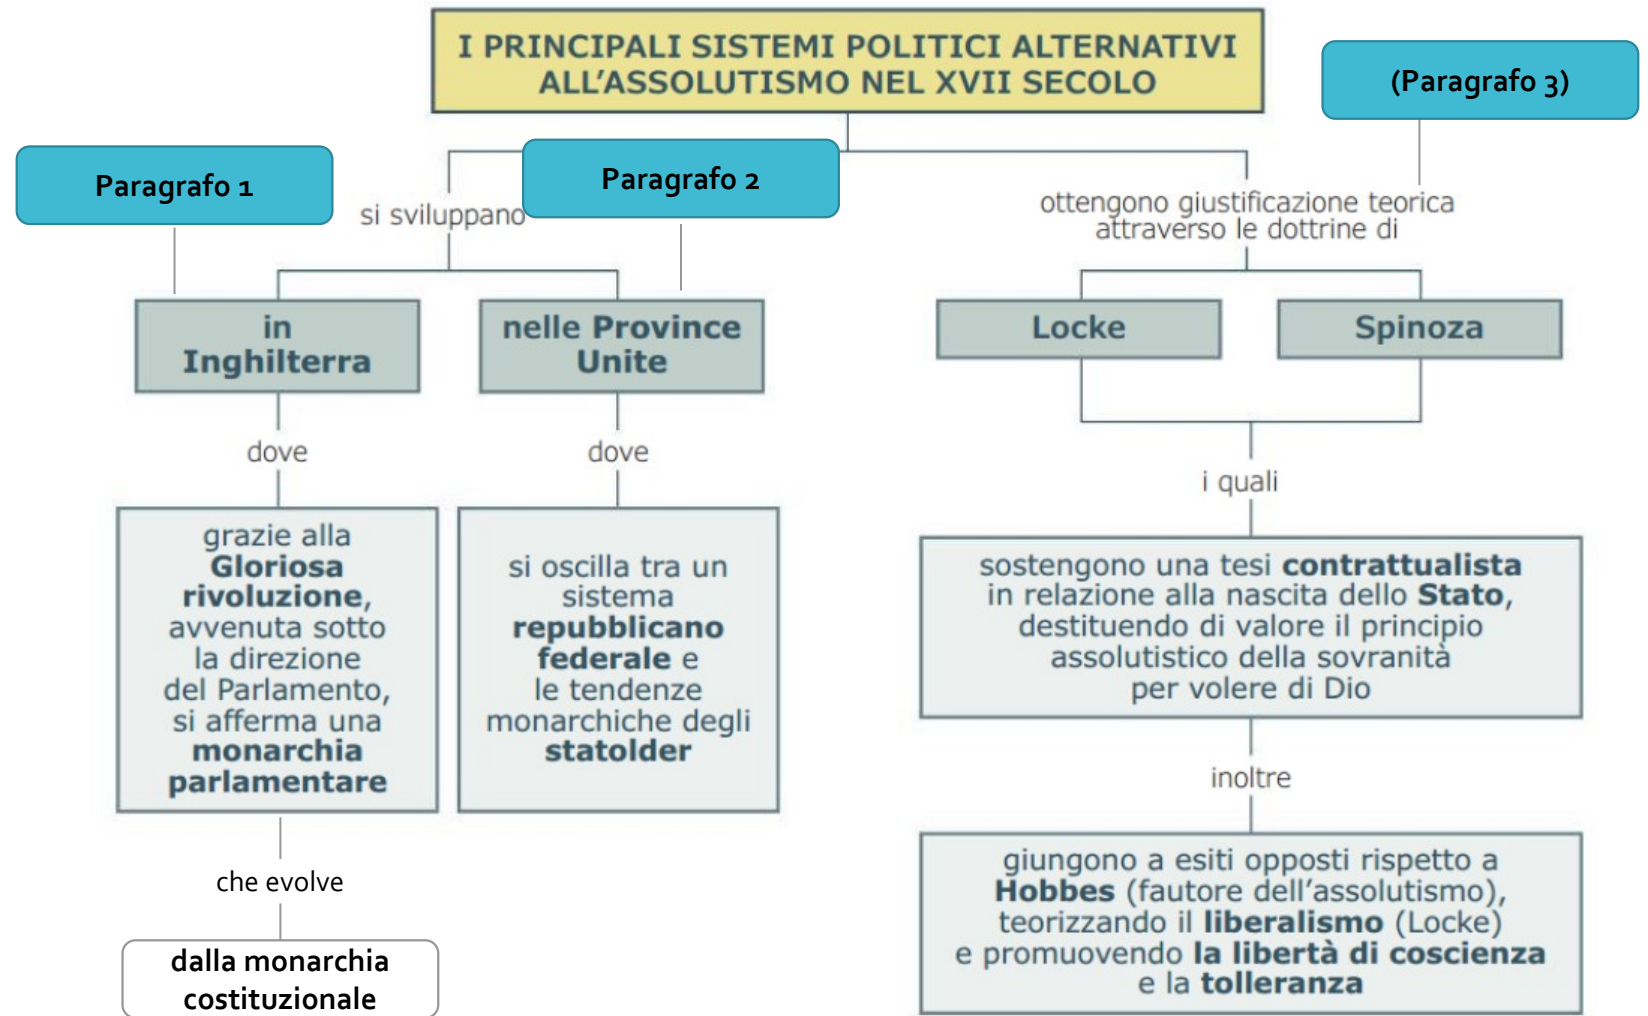 I PRINCIPALI SISTEMI POLITICI ALTERNATIVI
ALL'ASSOLUTISMO NEL XVII SECOLO
(Paragrafo 3)
Paragrafo 1
Paragrafo 2
si sviluppano
ottengono giustificazione teorica
attraverso le dottrine di
in
Inghilterra
nelle Province
Unite
Locke
Spinoza
dove
dove
i quali
grazie alla
Gloriosa
rivoluzione,
avvenuta sotto
la direzione
del Parlamento,
si afferma una
monarchia
parlamentare
si oscilla tra un
sistema
repubblicano
federale e
le tendenze
monarchiche degli
statolder
sostengono una tesi contrattualista
in relazione alla nascita dello Stato,
destituendo di valore il principio
assolutistico della sovranità
per volere di Dio
inoltre
che evolve
dalla monarchia
costituzionale
giungono a esiti opposti rispetto a
Hobbes (fautore dell'assolutismo),
teorizzando il liberalismo (Locke)
e promuovendo la libertà di coscienza
e la tolleranza